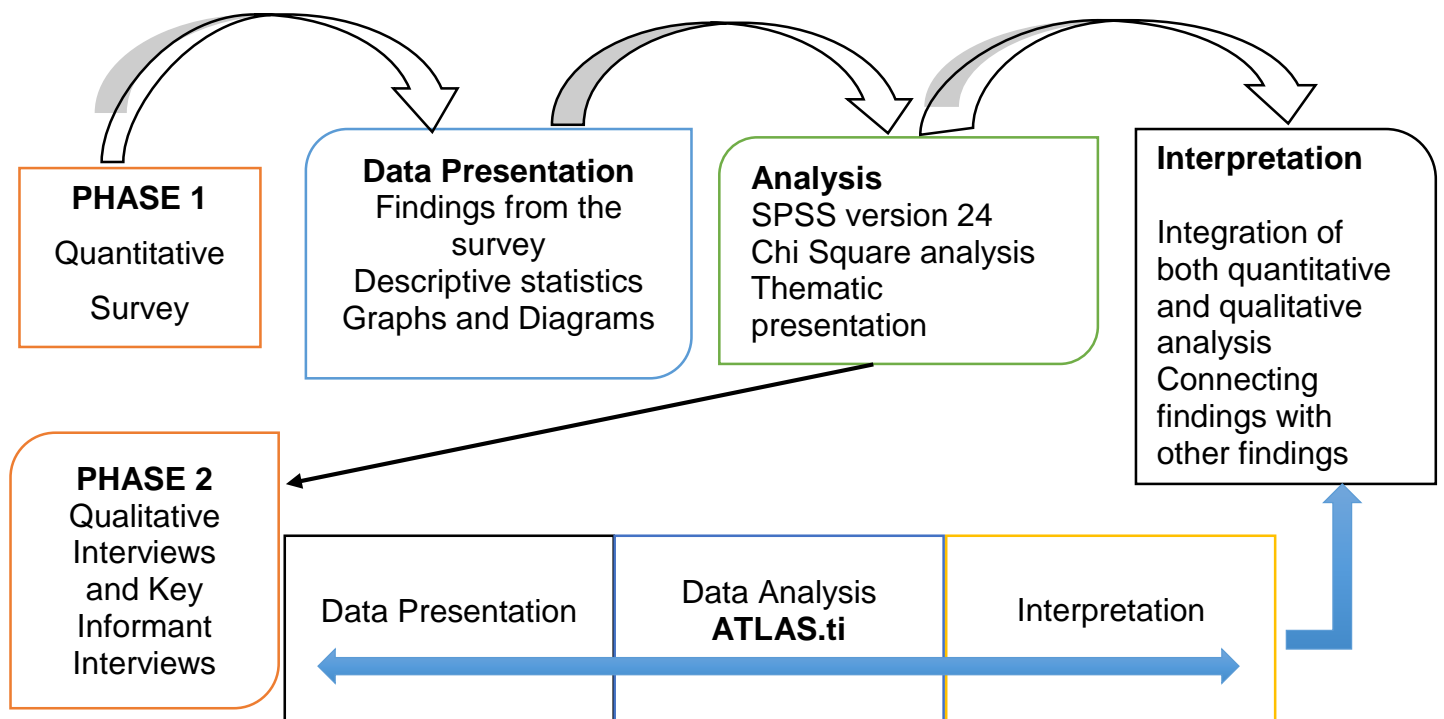 PHASE 1
Quantitative
Survey
Data Presentation
Findings from the
survey
Descriptive statistics
Graphs and Diagrams
Analysis
SPSS version 24
Chi Square analysis
Thematic
presentation
Interpretation
Integration of
both quantitative
and qualitative
analysis
Connecting
findings with
other findings
PHASE 2
Qualitative
Interviews
and Key
Informant
Interviews
Data Presentation
Data Analysis
ATLAS.ti
Interpretation